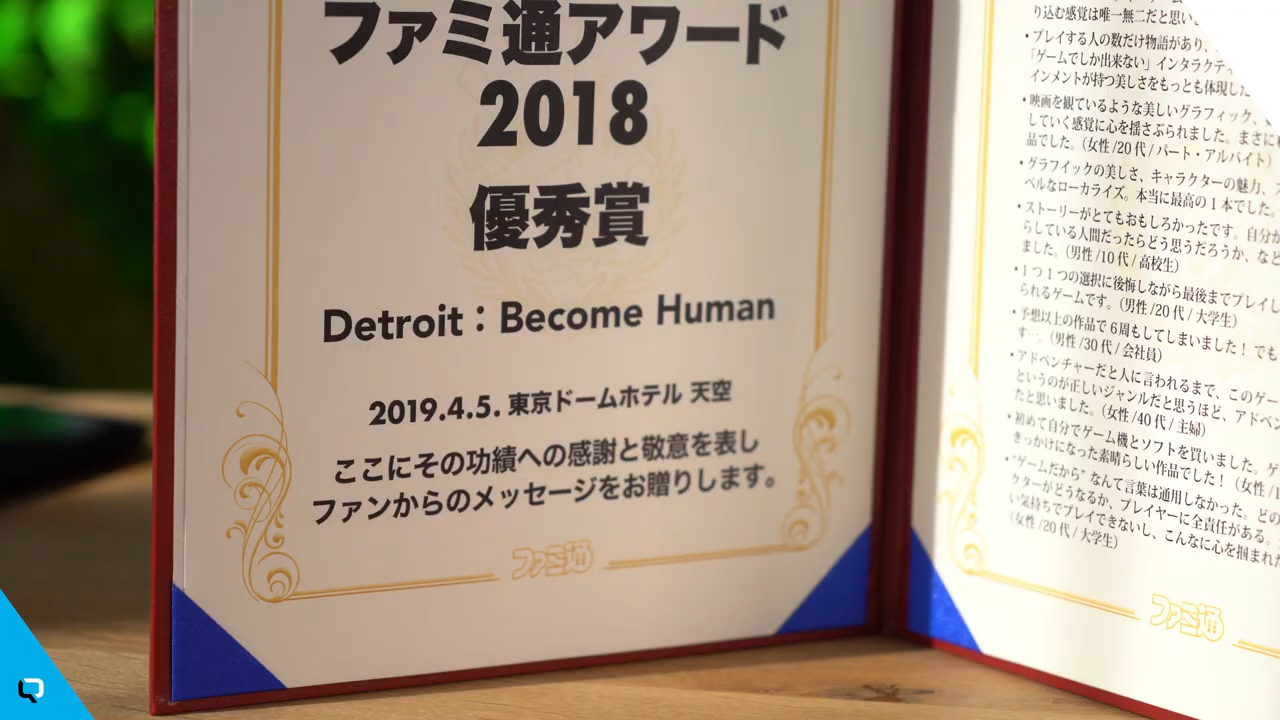 ファミ通アワード
2018
優秀賞
Detroit：Become Human
2019.4.5. 東京ドームホテル 天空
ここにその功績への感謝と敬意を表し
ファンからのメッセージをお贈りします。
ファミ通
り込む感覚は唯一無二だと思い
・プレイする人の数だけ物語があり、
「ゲームでしか出来ない」インタラクティ
インメントが持つ美しさをもっとも体現した
・映画を観ているような美しいグラフィック、
していく感覚に心を揺さぶられました。まさに
品でした。（女性/20代/パート・アルバイト）
・グラフイックの美しさ、キャラクターの魅力、
ベルなローカライズ。本当に最高の1本でした。
・ストーリーがとてもおもしろかったです。自分が
らしている人間だったらどう思うだろうか、など
ました。（男性/10代/高校生）
・1つ1つの選択に後悔しながら最後までプレイし
られるゲームです。（男性/20代/大学生）
・予想以上の作品で6周もしてしまいました！ でも
す…。（男性/30代/会社員）
・アドベンチャーだと人に言われるまで、このゲー
というのが正しいジャンルだと思うほど、アドベン
たと思いました。（女性/40代/主婦）
・初めて自分でゲーム機とソフトを買いました。ゲ
きっかけになった素晴らしい作品でした！（女性/1
・"ゲームだから" なんて言葉は通用しなかった。どの
クターがどうなるか、プレイヤーに全責任がある。
い気持ちでプレイできないし、こんなに心を掴まれた
（女性/20代/大学生）
ファミ通